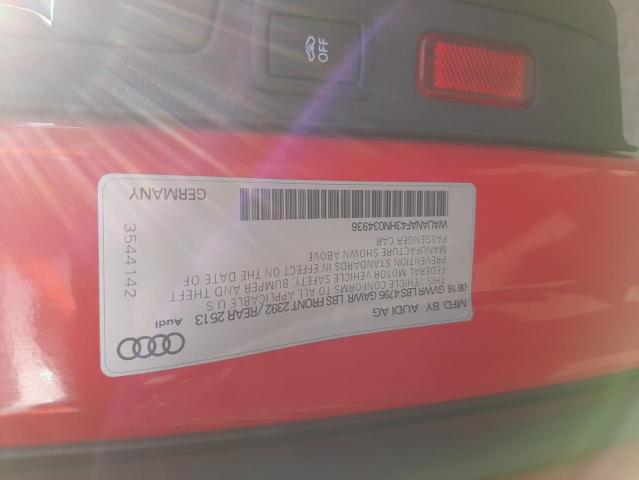 MFD. BY AUDI AG
08 16 GVWR LBS 4795 GAWR LBS FRONT 2392 / REAR 2513
THIS VEHICLE CONFORMS TO ALL APPLICABLE U S
FEDERAL MOTOR VEHICLE SAFETY, BUMPER AND THEFT
PREVENTION STANDARDS IN EFFECT ON THE DATE OF
MANUFACTURE SHOWN ABOVE
PASSENGER CAR
WAUANAF43HN034936
GERMANY
Audi
3544142
OFF